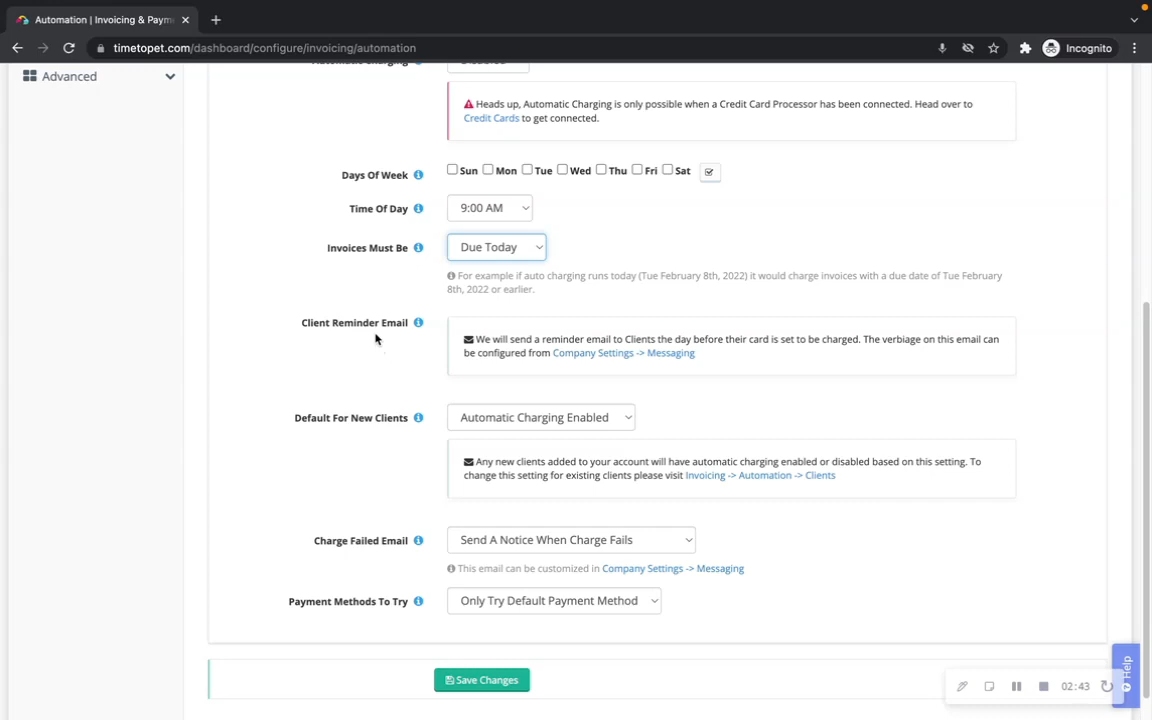 Automation | Invoicing & Paym
timetopet.com/dashboard/configure/invoicing/automation
Incognito
Advanced
Heads up, Automatic Charging is only possible when a Credit Card Processor has been connected. Head over to
Credit Cards to get connected.
Days Of Week Sun Mon Tue Wed Thu Fri Sat
Time Of Day 9:00 AM
Invoices Must Be Due Today
For example if auto charging runs today (Tue February 8th, 2022) it would charge invoices with a due date of Tue February
8th, 2022 or earlier.
Client Reminder Email
We will send a reminder email to Clients the day before their card is set to be charged. The verbiage on this email can
be configured from Company Settings -> Messaging
Default For New Clients Automatic Charging Enabled
Any new clients added to your account will have automatic charging enabled or disabled based on this setting. To
change this setting for existing clients please visit Invoicing -> Automation -> Clients
Charge Failed Email Send A Notice When Charge Fails
This email can be customized in Company Settings -> Messaging
Payment Methods To Try Only Try Default Payment Method
Save Changes
Help
02:43